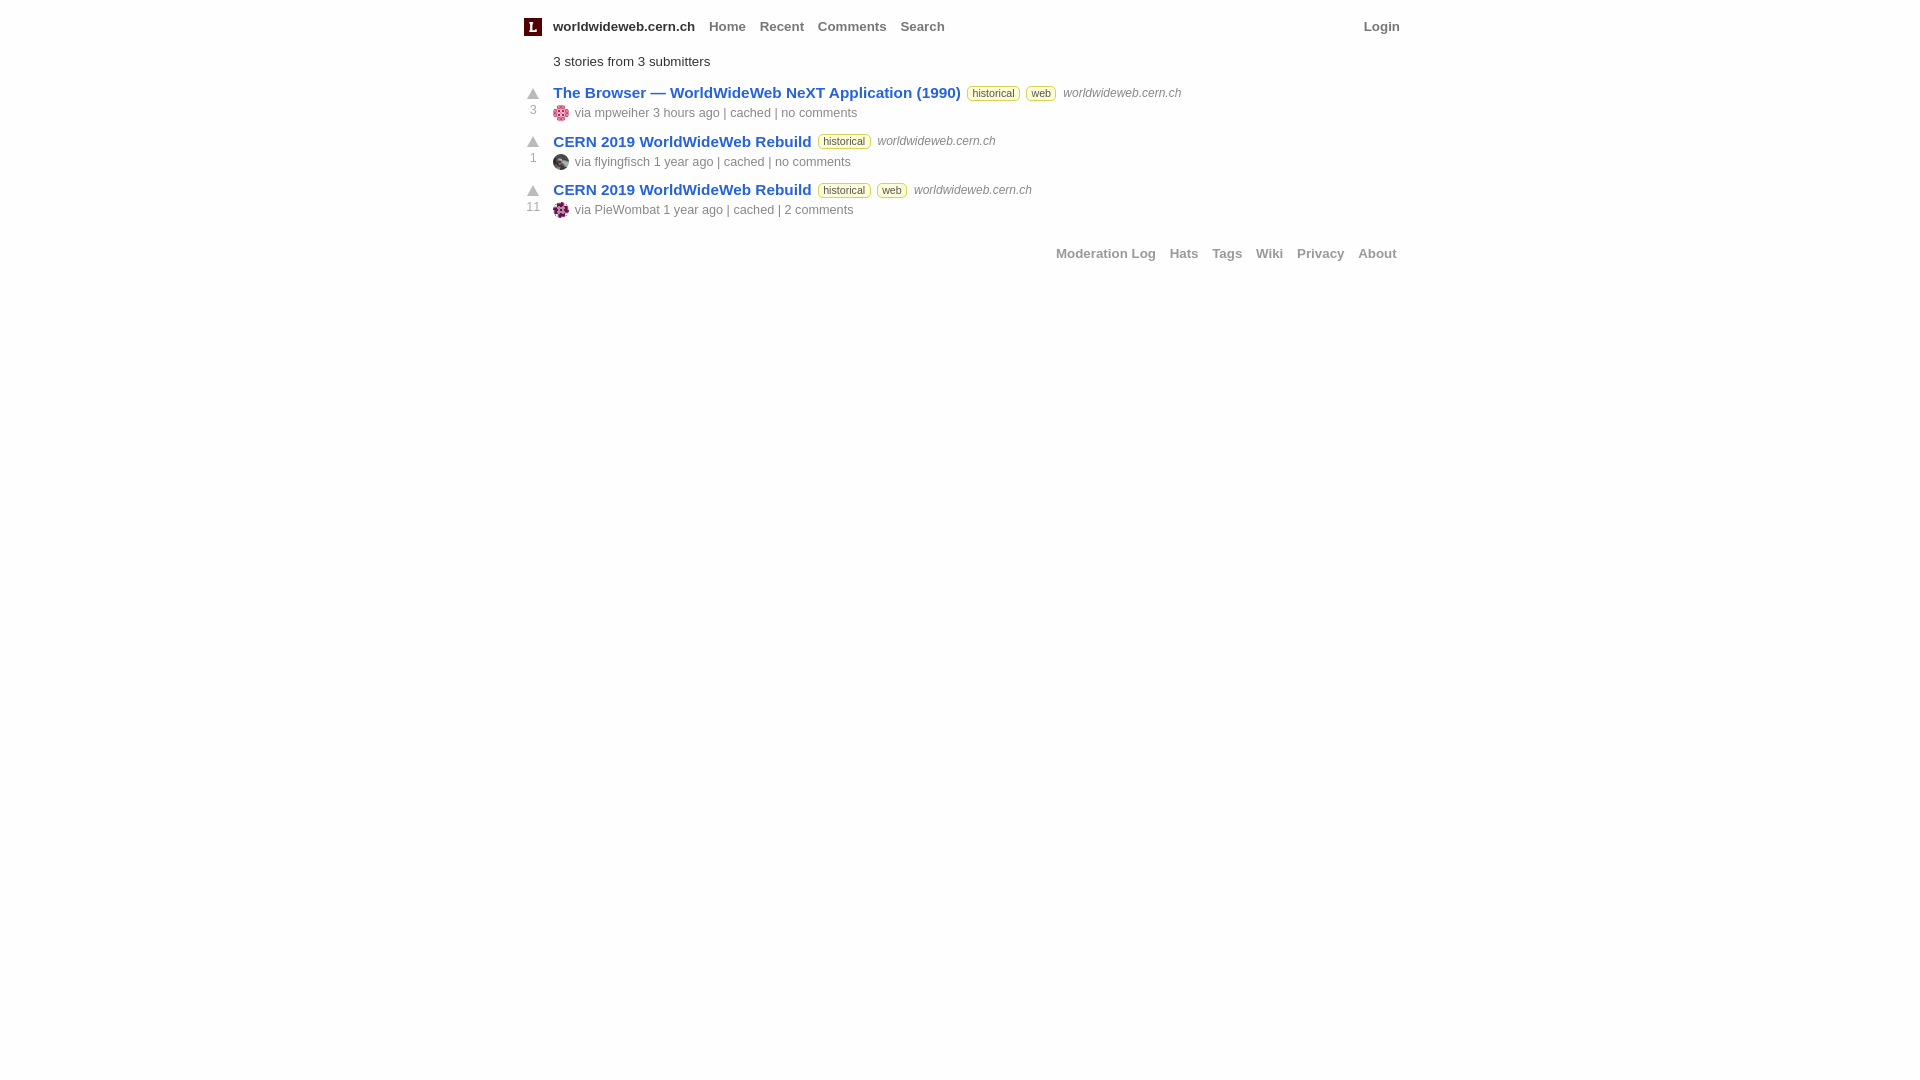 L worldwideweb.cern.ch Home Recent Comments Search Login
3 stories from 3 submitters
The Browser — WorldWideWeb NeXT Application (1990) historical web worldwideweb.cern.ch
3 via mpweiher 3 hours ago | cached | no comments
CERN 2019 WorldWideWeb Rebuild historical worldwideweb.cern.ch
1 via flyingfisch 1 year ago | cached | no comments
CERN 2019 WorldWideWeb Rebuild historical web worldwideweb.cern.ch
11 via PieWombat 1 year ago | cached | 2 comments
Moderation Log Hats Tags Wiki Privacy About